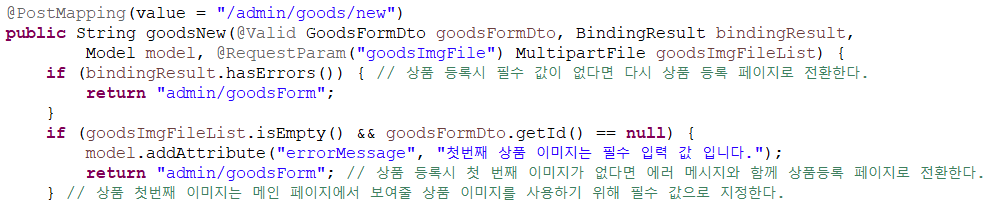 @PostMapping(value = "/admin/goods/new")
public String goodsNew(@Valid GoodsFormDto goodsFormDto, BindingResult bindingResult,
        Model model, @RequestParam("goodsImgFile") MultipartFile goodsImgFileList) {
    if (bindingResult.hasErrors()) { // 상품 등록시 필수 값이 없다면 다시 상품 등록 페이지로 전환한다.
        return "admin/goodsForm";
    }
    if (goodsImgFileList.isEmpty() && goodsFormDto.getId() == null) {
        model.addAttribute("errorMessage", "첫번째 상품 이미지는 필수 입력 값 입니다.");
        return "admin/goodsForm"; // 상품 등록시 첫 번째 이미지가 없다면 에러 메시지와 함께 상품등록 페이지로 전환한다.
    } // 상품 첫번째 이미지는 메인 페이지에서 보여줄 상품 이미지를 사용하기 위해 필수 값으로 지정한다.